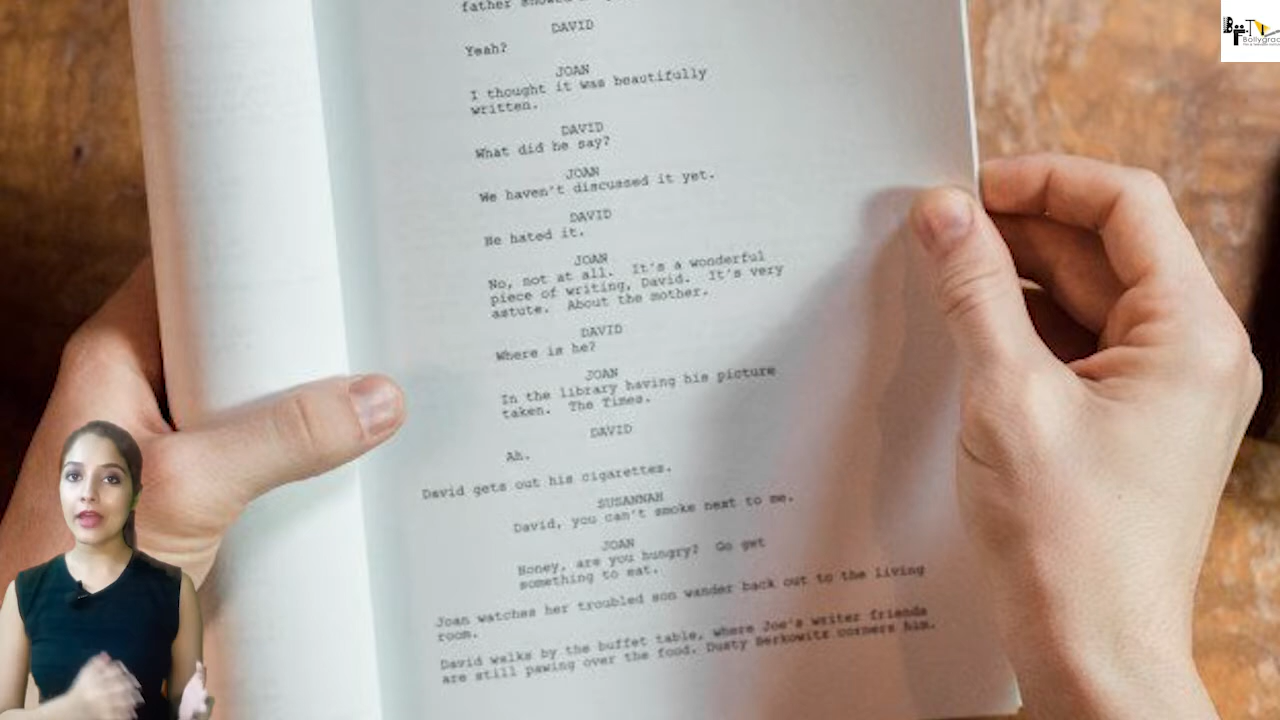 father showed
DAVID
Yeah?
JOAN
I thought it was beautifully
written.
DAVID
What did he say?
JOAN
We haven't discussed it yet.
DAVID
He hated it.
JOAN
No, not at all. It's a wonderful
piece of writing, David. It's very
astute. About the mother.
DAVID
Where is he?
JOAN
In the library having his picture
taken. The Times.
DAVID
Ah.
David gets out his cigarettes.
SUSANNAH
David, you can't smoke next to me.
JOAN
Honey, are you hungry? Go get
something to eat.
Joan watches her troubled son wander back out to the living
room.
David walks by the buffet table, where Joe's writer friends
are still pawing over the food. Dusty Berkowitz corners him.